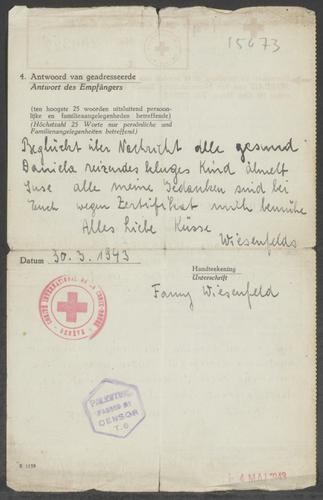 15673
4. Antwoord van geadresseerde
Antwort des Empfängers
(ten hoogste 25 woorden uitsluitend persoon-
lijke en familieaangelegenheden betreffende)
(Höchstzahl 25 Worte nur persönliche und
Familienangelegenheiten betreffend)
Beglückt über Nachricht alle gesund
Daniela reizendes kluges Kind ähnelt
Suse alle meine Gedanken sind bei
Euch wegen Zertifikat mich bemühe
Alles Liebe Küsse
Wiesenfelds
Datum 30.3.1943
Handteekening
Unterschrift
Fanny Wiesenfeld
COMITÉ INTERNATIONAL DE LA CROIX-ROUGE
GENÈVE
PALESTINE
PASSED BY
CENSOR
T.6
4 MAI 1943